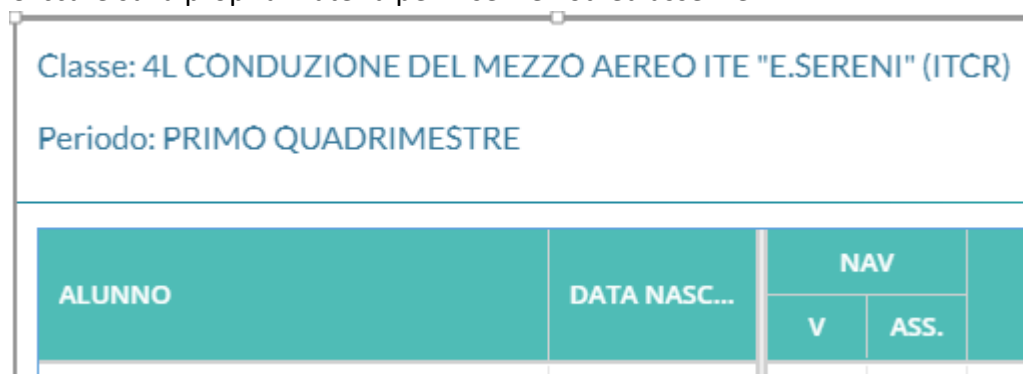 Classe: 4L CONDUZIONE DEL MEZZO AEREO ITE "E.SERENI" (ITCR)
Periodo: PRIMO QUADRIMESTRE
ALUNNO
DATA NASC...
NAV
V
ASS.